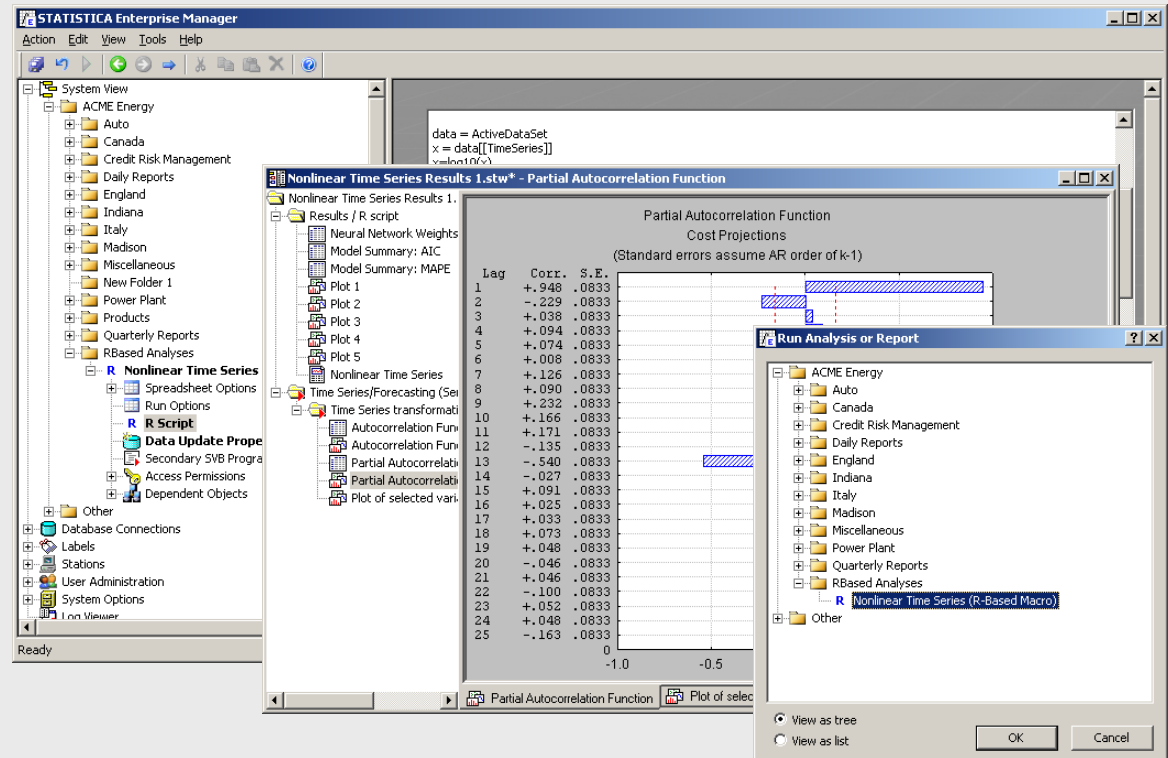 STATISTICA Enterprise Manager
Action Edit View Tools Help
System View
ACME Energy
Auto
Canada
Credit Risk Management
Daily Reports
England
Indiana
Italy
Madison
Miscellaneous
New Folder 1
Power Plant
Products
Quarterly Reports
RBased Analyses
R Nonlinear Time Series
Spreadsheet Options
Run Options
R R Script
Data Update Prope
Secondary SVB Progra
Access Permissions
Dependent Objects
Other
Database Connections
Labels
Stations
User Administration
System Options
Log Viewer
Ready
data = ActiveDataSet
x = data[[TimeSeries]]
x=log10(x)
Nonlinear Time Series Results 1.stw* - Partial Autocorrelation Function
Nonlinear Time Series Results 1.
Results / R script
Neural Network Weights
Model Summary: AIC
Model Summary: MAPE
Plot 1
Plot 2
Plot 3
Plot 4
Plot 5
Nonlinear Time Series
Time Series/Forecasting (Ser
Time Series transformati
Autocorrelation Fun
Autocorrelation Fun
Partial Autocorrelati
Partial Autocorrelati
Plot of selected vari
Partial Autocorrelation Function
Cost Projections
(Standard errors assume AR order of k-1)
Lag Corr. S.E.
1 +.948 .0833
2 -.229 .0833
3 +.038 .0833
4 +.094 .0833
5 +.074 .0833
6 +.008 .0833
7 +.126 .0833
8 +.090 .0833
9 +.232 .0833
10 +.166 .0833
11 +.171 .0833
12 -.135 .0833
13 -.540 .0833
14 -.027 .0833
15 +.091 .0833
16 +.025 .0833
17 +.033 .0833
18 +.073 .0833
19 +.048 .0833
20 -.046 .0833
21 +.046 .0833
22 -.100 .0833
23 +.052 .0833
24 +.048 .0833
25 -.163 .0833
0
-1.0 -0.5
Partial Autocorrelation Function Plot of selec
Run Analysis or Report
ACME Energy
Auto
Canada
Credit Risk Management
Daily Reports
England
Indiana
Italy
Madison
Miscellaneous
Power Plant
Quarterly Reports
RBased Analyses
R Nonlinear Time Series (R-Based Macro)
Other
View as tree
View as list
OK Cancel